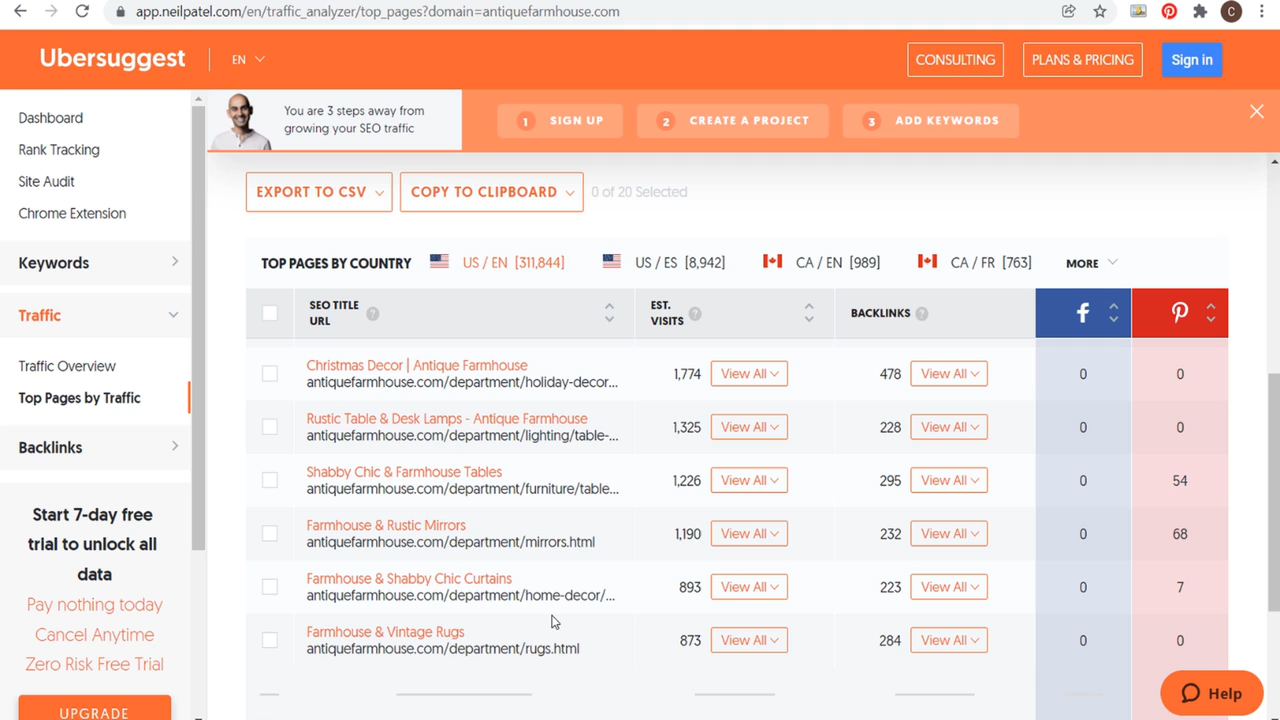 app.neilpatel.com/en/traffic_analyzer/top_pages?domain=antiquefarmhouse.com
C
Ubersuggest
EN
CONSULTING
PLANS & PRICING
Sign in
You are 3 steps away from
growing your SEO traffic
1 SIGN UP
2 CREATE A PROJECT
3 ADD KEYWORDS
Dashboard
Rank Tracking
Site Audit
Chrome Extension
Keywords
Traffic
Traffic Overview
Top Pages by Traffic
Backlinks
Start 7-day free
trial to unlock all
data
Pay nothing today
Cancel Anytime
Zero Risk Free Trial
UPGRADE
EXPORT TO CSV
COPY TO CLIPBOARD
0 of 20 Selected
TOP PAGES BY COUNTRY US / EN [311,844] US / ES [8,942] CA / EN [989] CA / FR [763] MORE
SEO TITLE
URL
EST.
VISITS
BACKLINKS
Christmas Decor | Antique Farmhouse
antiquefarmhouse.com/department/holiday-decor...
1,774 View All 478 View All 0 0
Rustic Table & Desk Lamps - Antique Farmhouse
antiquefarmhouse.com/department/lighting/table-...
1,325 View All 228 View All 0 0
Shabby Chic & Farmhouse Tables
antiquefarmhouse.com/department/furniture/table...
1,226 View All 295 View All 0 54
Farmhouse & Rustic Mirrors
antiquefarmhouse.com/department/mirrors.html
1,190 View All 232 View All 0 68
Farmhouse & Shabby Chic Curtains
antiquefarmhouse.com/department/home-decor/...
893 View All 223 View All 0 7
Farmhouse & Vintage Rugs
antiquefarmhouse.com/department/rugs.html
873 View All 284 View All 0 0
Help